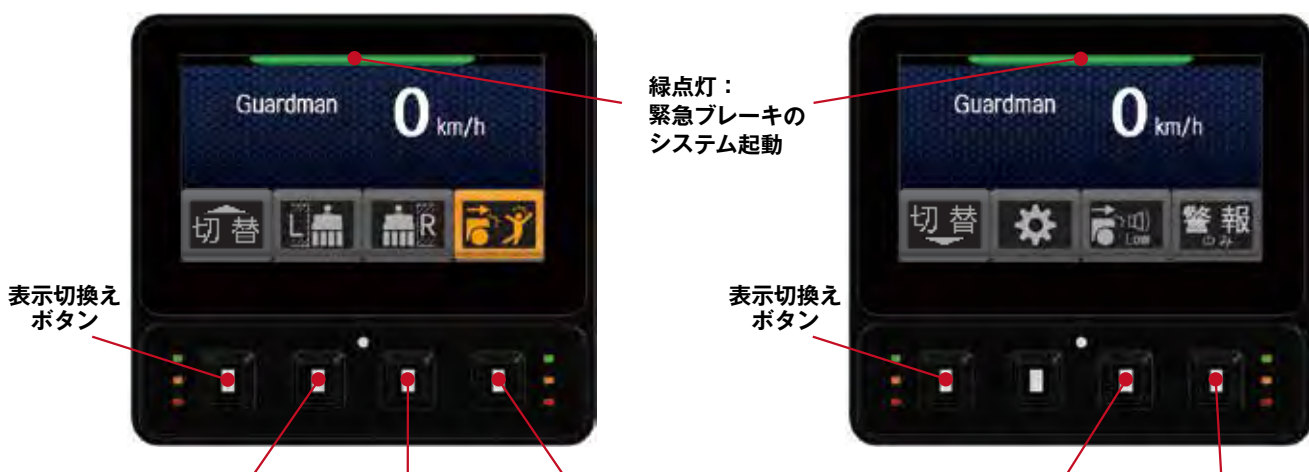 Guardman 0 km/h
切替 L R
緑点灯：
緊急ブレーキの
システム起動
Guardman 0 km/h
切替 Low 警報
のみ
表示切換え
ボタン
表示切換え
ボタン